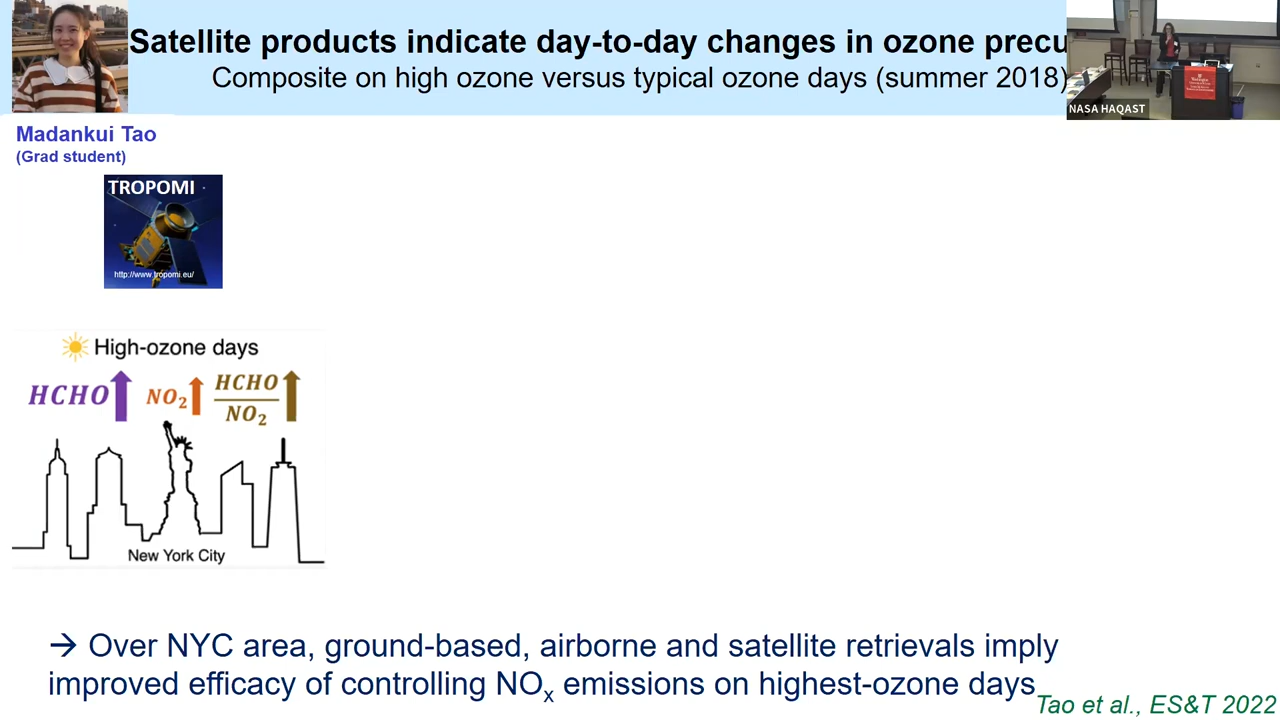 Satellite products indicate day-to-day changes in ozone precu
Composite on high ozone versus typical ozone days (summer 2018)
NASA HAQAST
Madankui Tao
(Grad student)
TROPOMI
http://www.tropomi.eu/
High-ozone days
HCHO NO₂ HCHO
NO₂
New York City
→ Over NYC area, ground-based, airborne and satellite retrievals imply
improved efficacy of controlling NOₓ emissions on highest-ozone days
Tao et al., ES&T 2022